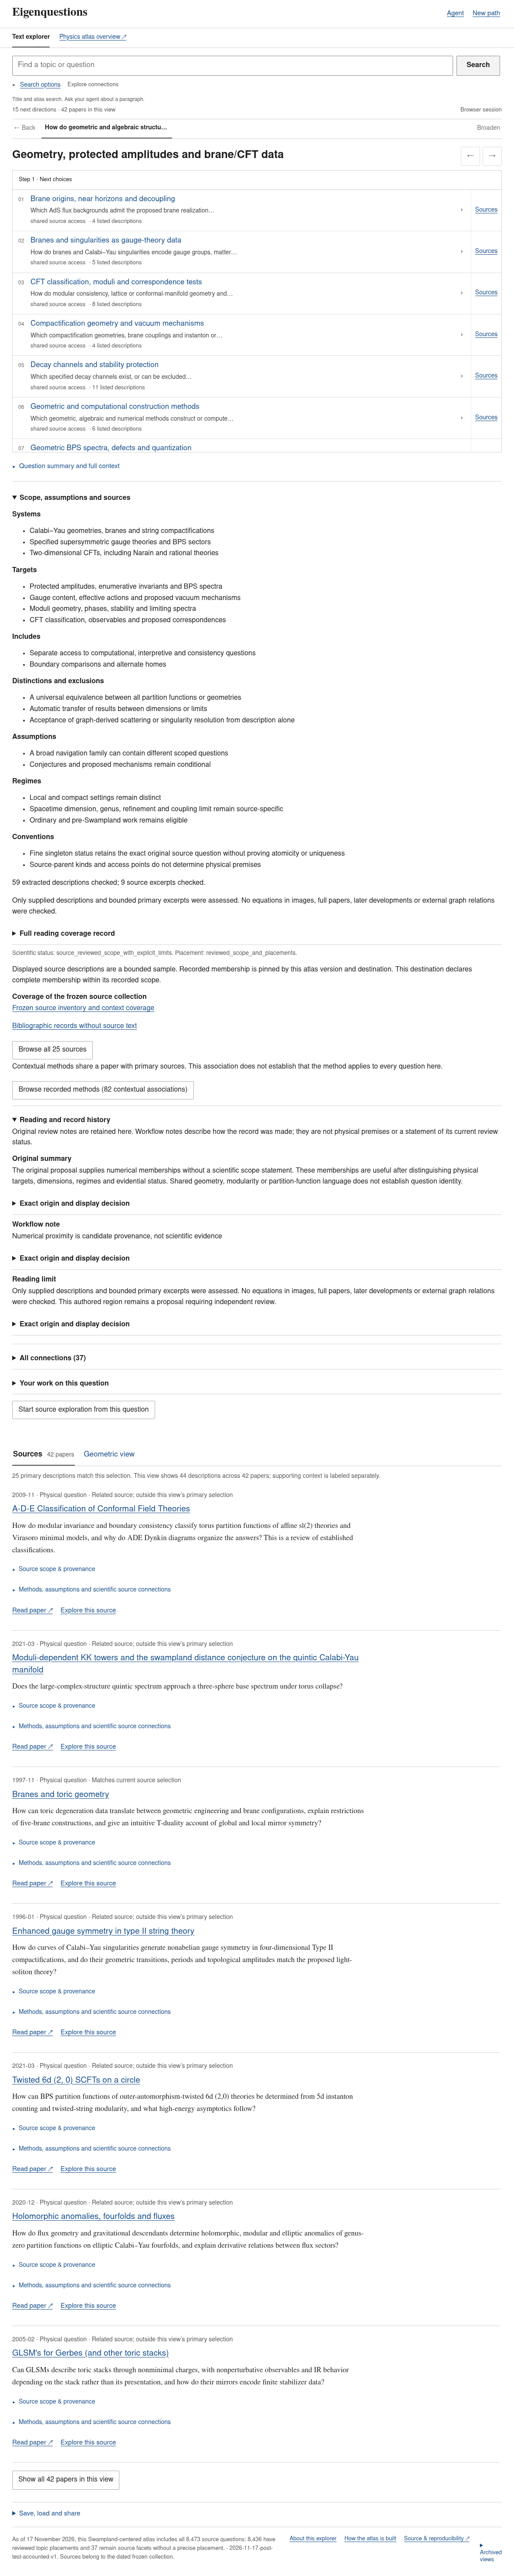 Eigenquestions
Agent New path
Text explorer Physics atlas overview ↗
Find a topic or question Search
▸ Search options Explore connections
Title and alias search. Ask your agent about a paragraph.
15 next directions · 42 papers in this view Browser session
← Back How do geometric and algebraic structu… Broaden
Geometry, protected amplitudes and brane/CFT data ← →
Step 1 · Next choices
01 Brane origins, near horizons and decoupling
Which AdS flux backgrounds admit the proposed brane realization… › Sources
shared source access · 4 listed descriptions
02 Branes and singularities as gauge-theory data
How do branes and Calabi–Yau singularities encode gauge groups, matter… › Sources
shared source access · 5 listed descriptions
03 CFT classification, moduli and correspondence tests
How do modular consistency, lattice or conformal-manifold geometry and… › Sources
shared source access · 8 listed descriptions
04 Compactification geometry and vacuum mechanisms
Which compactification geometries, brane couplings and instanton or… › Sources
shared source access · 4 listed descriptions
05 Decay channels and stability protection
Which specified decay channels exist, or can be excluded… › Sources
shared source access · 11 listed descriptions
06 Geometric and computational construction methods
Which geometric, algebraic and numerical methods construct or compute… › Sources
shared source access · 6 listed descriptions
07 Geometric BPS spectra, defects and quantization
▸ Question summary and full context
▼ Scope, assumptions and sources
Systems
• Calabi–Yau geometries, branes and string compactifications
• Specified supersymmetric gauge theories and BPS sectors
• Two-dimensional CFTs, including Narain and rational theories
Targets
• Protected amplitudes, enumerative invariants and BPS spectra
• Gauge content, effective actions and proposed vacuum mechanisms
• Moduli geometry, phases, stability and limiting spectra
• CFT classification, observables and proposed correspondences
Includes
• Separate access to computational, interpretive and consistency questions
• Boundary comparisons and alternate homes
Distinctions and exclusions
• A universal equivalence between all partition functions or geometries
• Automatic transfer of results between dimensions or limits
• Acceptance of graph-derived scattering or singularity resolution from description alone
Assumptions
• A broad navigation family can contain different scoped questions
• Conjectures and proposed mechanisms remain conditional
Regimes
• Local and compact settings remain distinct
• Spacetime dimension, genus, refinement and coupling limit remain source-specific
• Ordinary and pre-Swampland work remains eligible
Conventions
• Fine singleton status retains the exact original source question without proving atomicity or uniqueness
• Source-parent kinds and access points do not determine physical premises
59 extracted descriptions checked; 9 source excerpts checked.
Only supplied descriptions and bounded primary excerpts were assessed. No equations in images, full papers, later developments or external graph relations
were checked.
▶ Full reading coverage record
Scientific status: source_reviewed_scope_with_explicit_limits. Placement: reviewed_scope_and_placements.
Displayed source descriptions are a bounded sample. Recorded membership is pinned by this atlas version and destination. This destination declares
complete membership within its recorded scope.
Coverage of the frozen source collection
Frozen source inventory and context coverage
Bibliographic records without source text
Browse all 25 sources
Contextual methods share a paper with primary sources. This association does not establish that the method applies to every question here.
Browse recorded methods (82 contextual associations)
▼ Reading and record history
Original review notes are retained here. Workflow notes describe how the record was made; they are not physical premises or a statement of its current review
status.
Original summary
The original proposal supplies numerical memberships without a scientific scope statement. These memberships are useful after distinguishing physical
targets, dimensions, regimes and evidential status. Shared geometry, modularity or partition-function language does not establish question identity.
▶ Exact origin and display decision
Workflow note
Numerical proximity is candidate provenance, not scientific evidence
▶ Exact origin and display decision
Reading limit
Only supplied descriptions and bounded primary excerpts were assessed. No equations in images, full papers, later developments or external graph relations
were checked. This authored region remains a proposal requiring independent review.
▶ Exact origin and display decision
▶ All connections (37)
▶ Your work on this question
Start source exploration from this question
Sources 42 papers Geometric view
25 primary descriptions match this selection. This view shows 44 descriptions across 42 papers; supporting context is labeled separately.
2009-11 · Physical question · Related source; outside this view's primary selection
A-D-E Classification of Conformal Field Theories
How do modular invariance and boundary consistency classify torus partition functions of affine sl(2) theories and
Virasoro minimal models, and why do ADE Dynkin diagrams organize the answers? This is a review of established
classifications.
▸ Source scope & provenance
▸ Methods, assumptions and scientific source connections
Read paper ↗ Explore this source
2021-03 · Physical question · Related source; outside this view's primary selection
Moduli-dependent KK towers and the swampland distance conjecture on the quintic Calabi-Yau
manifold
Does the large-complex-structure quintic spectrum approach a three-sphere base spectrum under torus collapse?
▸ Source scope & provenance
▸ Methods, assumptions and scientific source connections
Read paper ↗ Explore this source
1997-11 · Physical question · Matches current source selection
Branes and toric geometry
How can toric degeneration data translate between geometric engineering and brane configurations, explain restrictions
of five-brane constructions, and give an intuitive T-duality account of global and local mirror symmetry?
▸ Source scope & provenance
▸ Methods, assumptions and scientific source connections
Read paper ↗ Explore this source
1996-01 · Physical question · Related source; outside this view's primary selection
Enhanced gauge symmetry in type II string theory
How do curves of Calabi–Yau singularities generate nonabelian gauge symmetry in four-dimensional Type II
compactifications, and do their geometric transitions, periods and topological amplitudes match the proposed light-
soliton theory?
▸ Source scope & provenance
▸ Methods, assumptions and scientific source connections
Read paper ↗ Explore this source
2021-03 · Physical question · Related source; outside this view's primary selection
Twisted 6d (2, 0) SCFTs on a circle
How can BPS partition functions of outer-automorphism-twisted 6d (2,0) theories be determined from 5d instanton
counting and twisted-string modularity, and what high-energy asymptotics follow?
▸ Source scope & provenance
▸ Methods, assumptions and scientific source connections
Read paper ↗ Explore this source
2020-12 · Physical question · Related source; outside this view's primary selection
Holomorphic anomalies, fourfolds and fluxes
How do flux geometry and gravitational descendants determine holomorphic, modular and elliptic anomalies of genus-
zero partition functions on elliptic Calabi–Yau fourfolds, and explain derivative relations between flux sectors?
▸ Source scope & provenance
▸ Methods, assumptions and scientific source connections
Read paper ↗ Explore this source
2005-02 · Physical question · Related source; outside this view's primary selection
GLSM's for Gerbes (and other toric stacks)
Can GLSMs describe toric stacks through nonminimal charges, with nonperturbative observables and IR behavior
depending on the stack rather than its presentation, and how do their mirrors encode finite stabilizer data?
▸ Source scope & provenance
▸ Methods, assumptions and scientific source connections
Read paper ↗ Explore this source
Show all 42 papers in this view
▸ Save, load and share
As of 17 November 2026, this Swampland-centered atlas includes all 8,473 source questions: 8,436 have
reviewed topic placements and 37 remain source facets without a precise placement. · 2026-11-17-post-
test-accounted-v1. Sources belong to the dated frozen collection.
About this explorer How the atlas is built Source & reproducibility ↗
▸ Archived
views